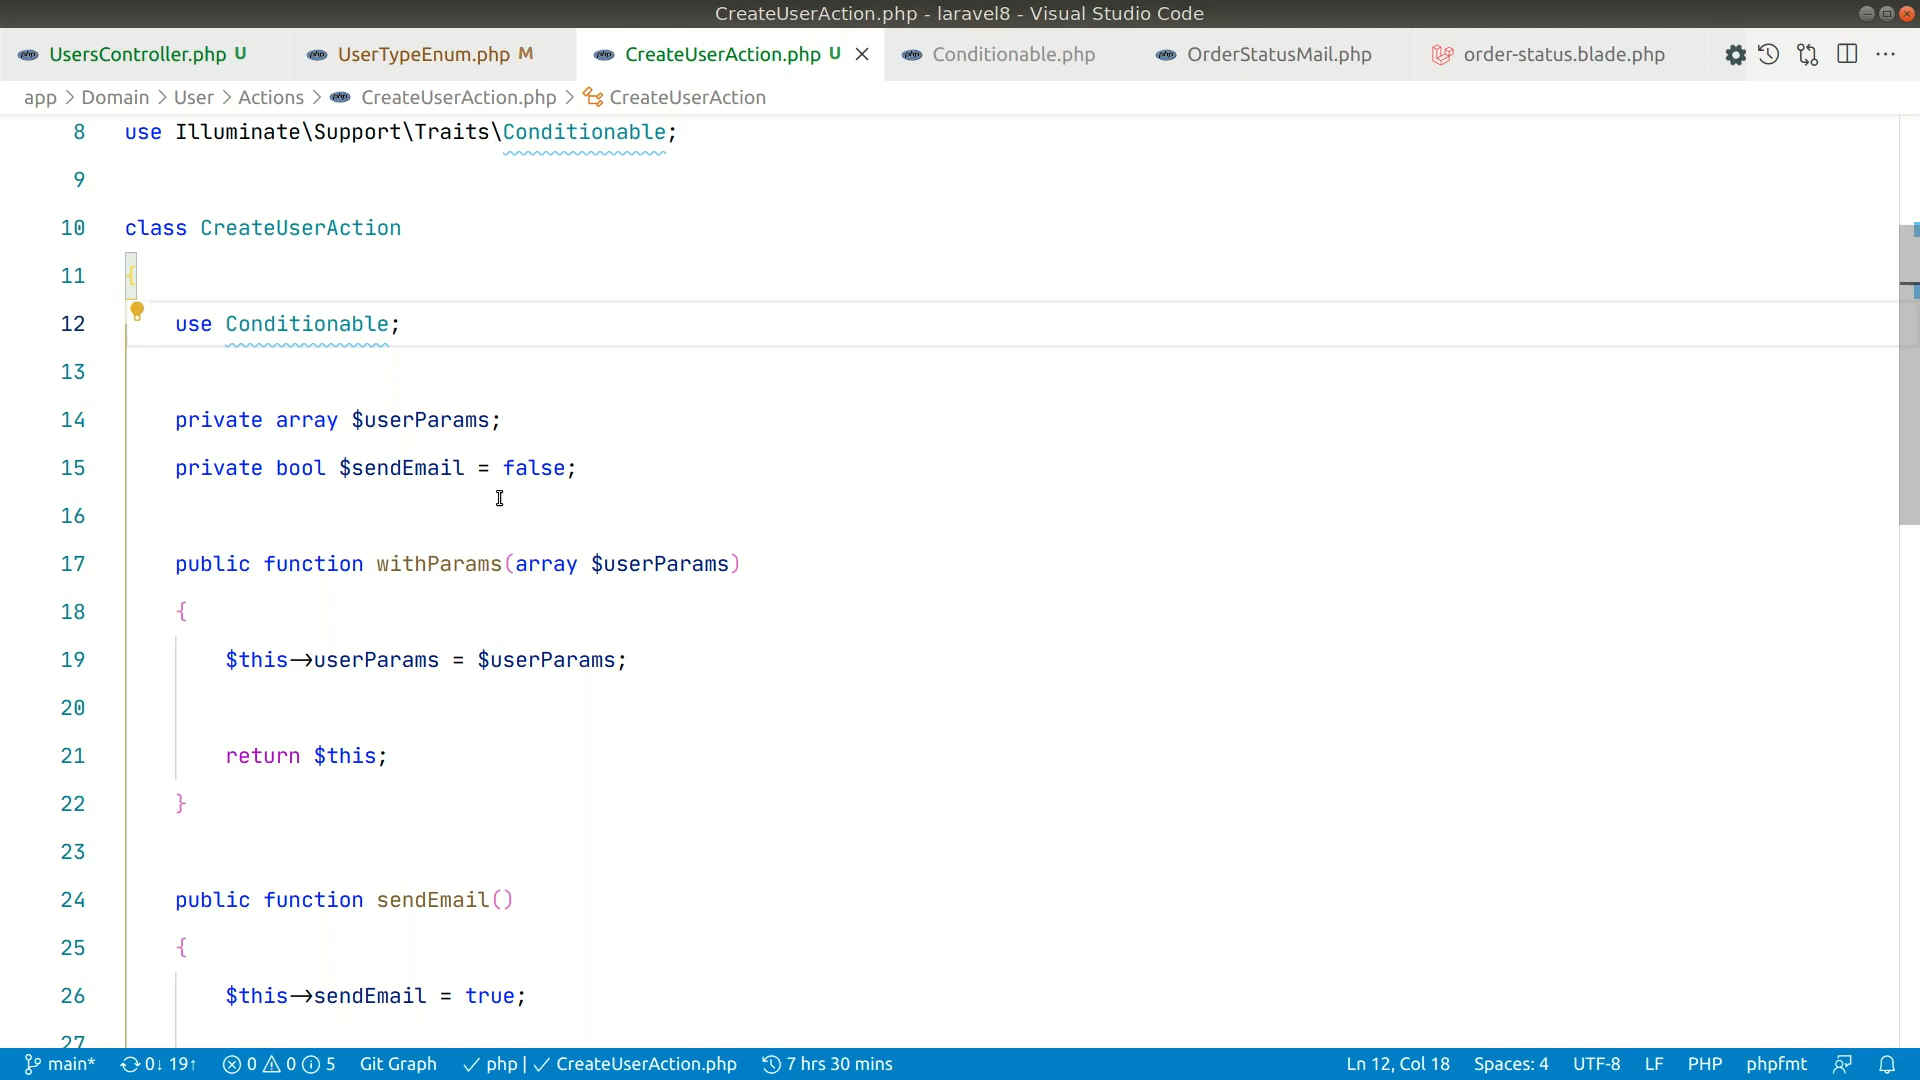 CreateUserAction.php - laravel8 - Visual Studio Code
UsersController.php U UserTypeEnum.php M CreateUserAction.php U Conditionable.php OrderStatusMail.php order-status.blade.php
app > Domain > User > Actions > CreateUserAction.php > CreateUserAction
8 use Illuminate\Support\Traits\Conditionable;
9
10 class CreateUserAction
11 {
12 use Conditionable;
13
14 private array $userParams;
15 private bool $sendEmail = false;
16
17 public function withParams(array $userParams)
18 {
19 $this->userParams = $userParams;
20
21 return $this;
22 }
23
24 public function sendEmail()
25 {
26 $this->sendEmail = true;
27
main* 0↓ 19↑ 0 0 5 Git Graph ✓ php | ✓ CreateUserAction.php 7 hrs 30 mins Ln 12, Col 18 Spaces: 4 UTF-8 LF PHP phpfmt